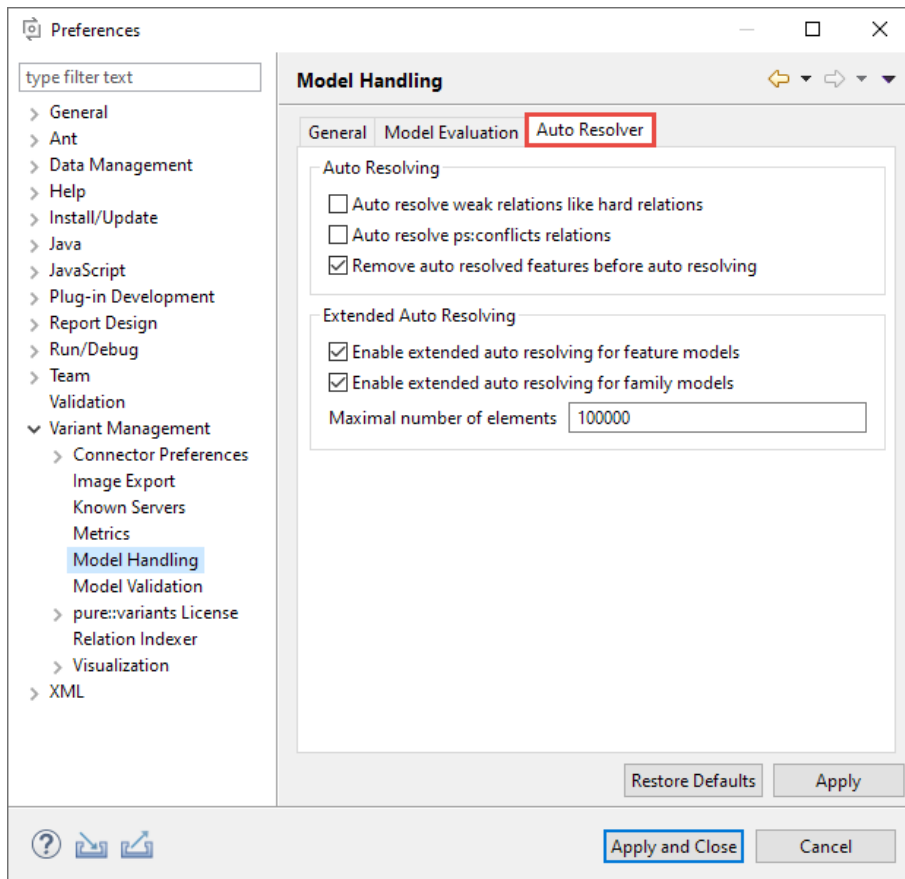 Preferences
type filter text
General
Ant
Data Management
Help
Install/Update
Java
JavaScript
Plug-in Development
Report Design
Run/Debug
Team
Validation
Variant Management
Connector Preferences
Image Export
Known Servers
Metrics
Model Handling
Model Validation
pure::variants License
Relation Indexer
Visualization
XML
Model Handling
General
Model Evaluation
Auto Resolver
Auto Resolving
Auto resolve weak relations like hard relations
Auto resolve ps:conflicts relations
Remove auto resolved features before auto resolving
Extended Auto Resolving
Enable extended auto resolving for feature models
Enable extended auto resolving for family models
Maximal number of elements 100000
Restore Defaults
Apply
?
Apply and Close
Cancel